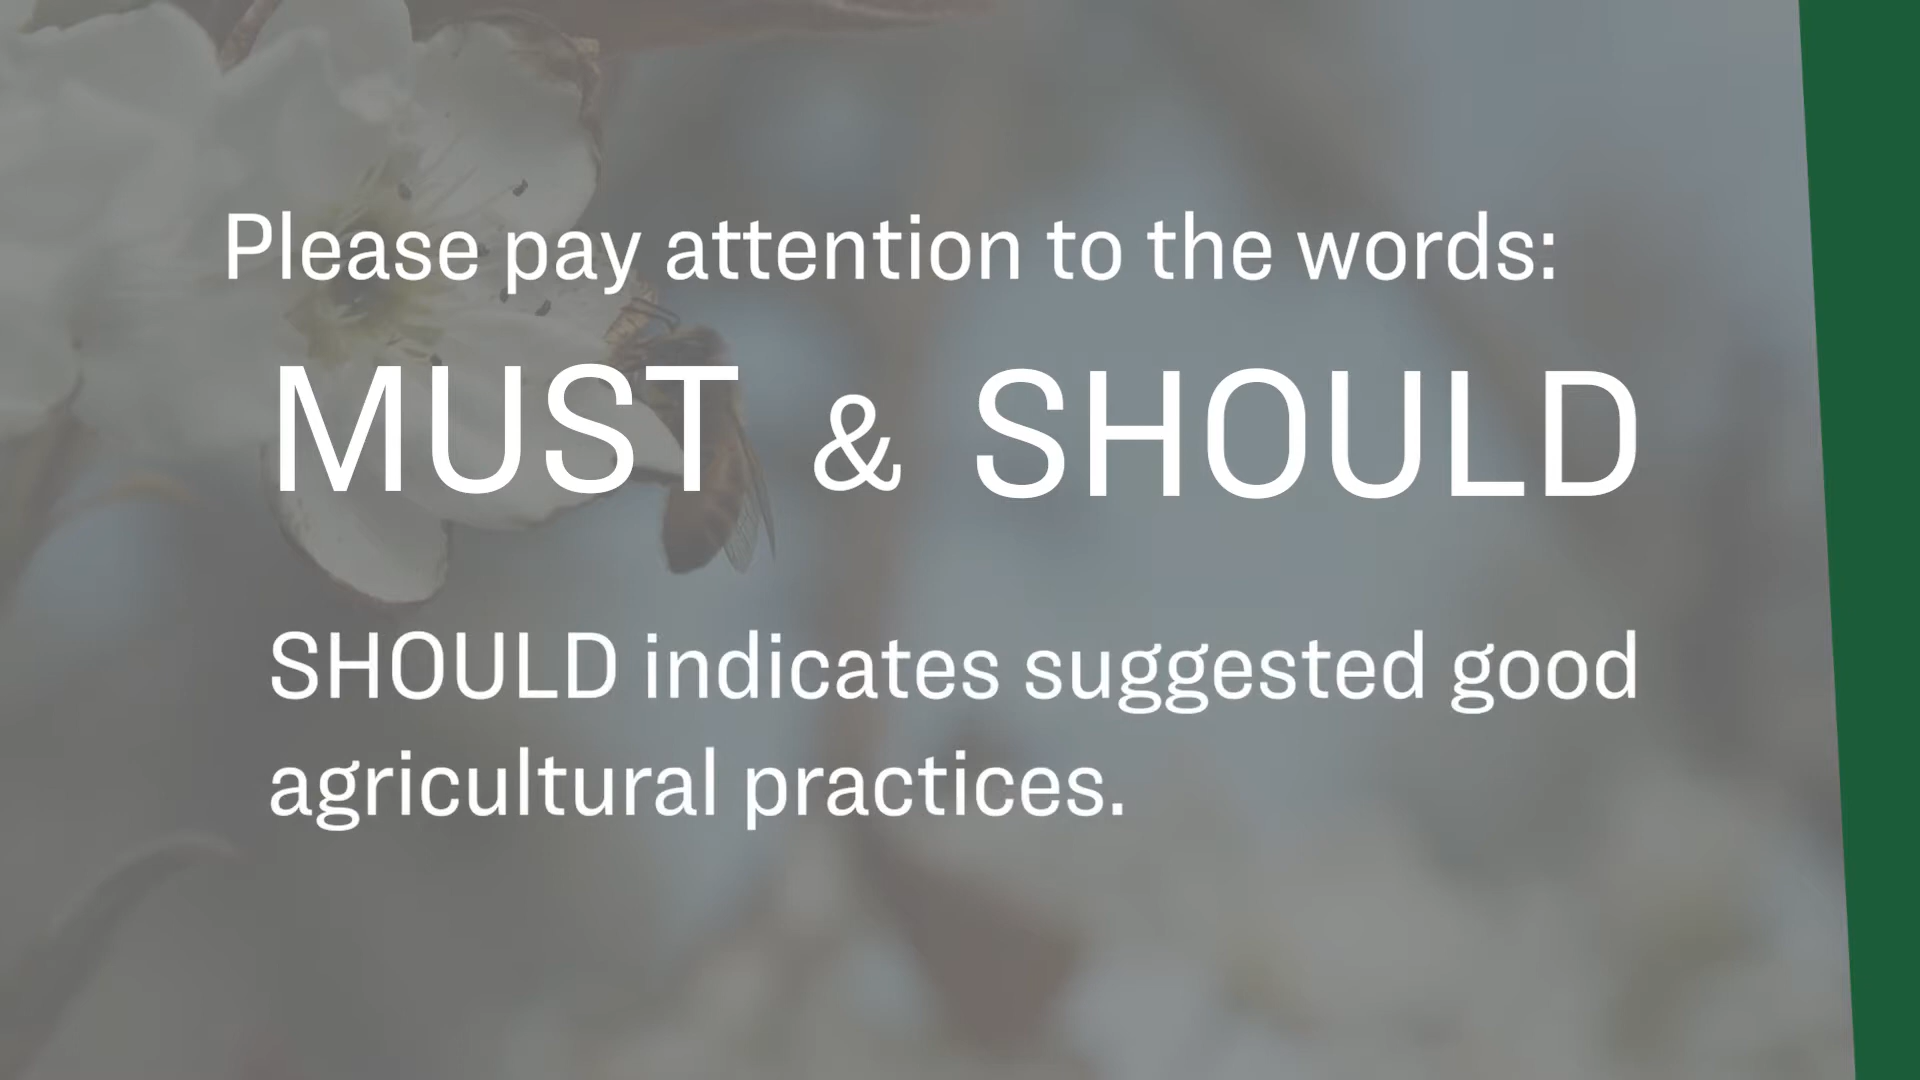 Please pay attention to the words:
MUST & SHOULD
SHOULD indicates suggested good
agricultural practices.